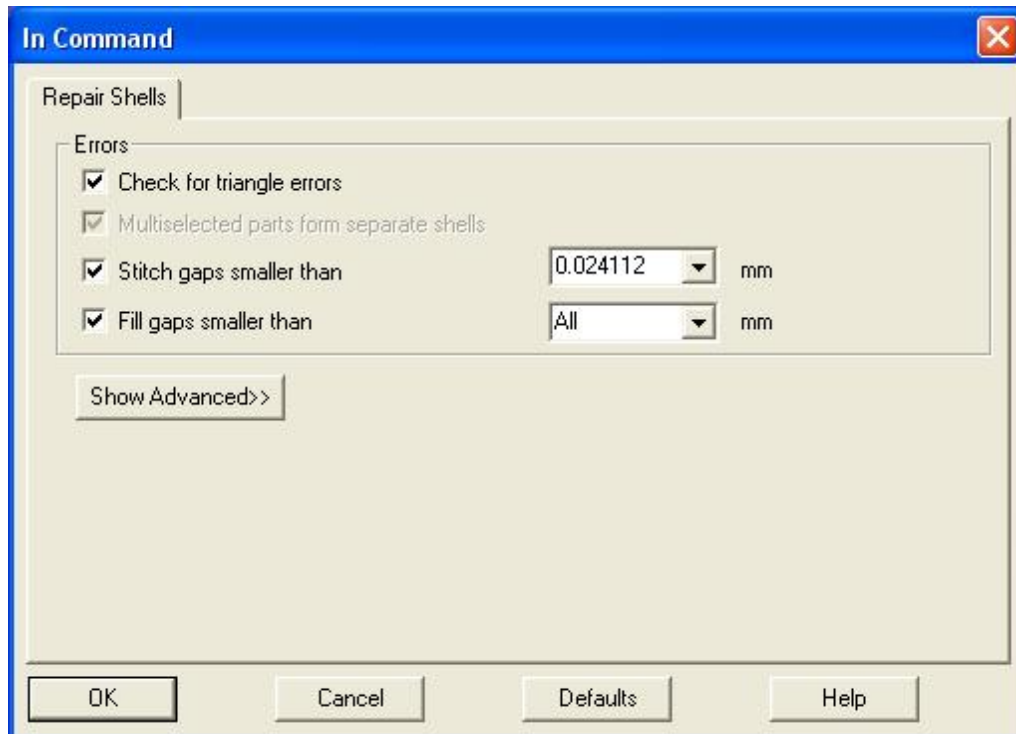 In Command
Repair Shells
Errors
Check for triangle errors
Multiselected parts form separate shells
Stitch gaps smaller than 0.024112 mm
Fill gaps smaller than All mm
Show Advanced>>
OK Cancel Defaults Help